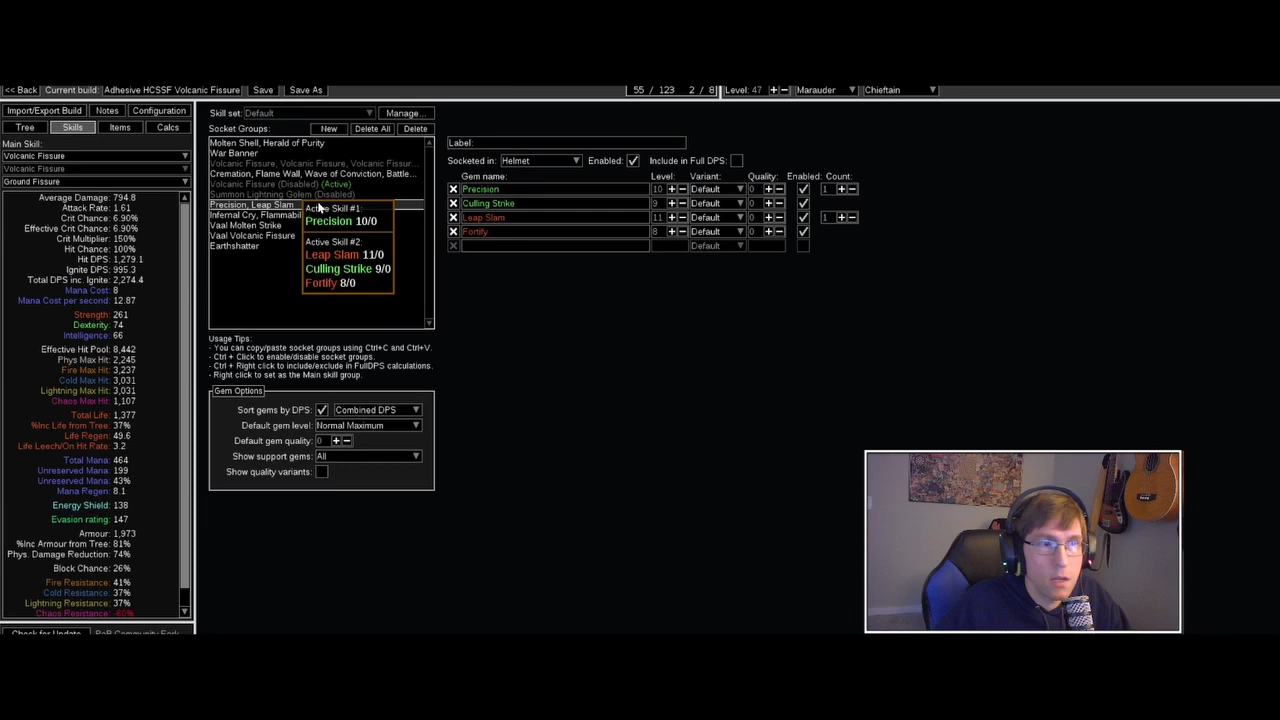 << Back Current build: Adhesive HCSSF Volcanic Fissure Save Save As 55 / 123 2 / 8 Level: 47 Marauder Chieftain
Import/Export Build Notes Configuration
Tree Skills Items Calcs
Main Skill:
Volcanic Fissure
Volcanic Fissure
Ground Fissure
Average Damage: 794.8
Attack Rate: 1.61
Crit Chance: 6.90%
Effective Crit Chance: 6.90%
Crit Multiplier: 150%
Hit Chance: 100%
Hit DPS: 1,279.1
Ignite DPS: 995.3
Total DPS inc. Ignite: 2,274.4
Mana Cost: 8
Mana Cost per second: 12.87
Strength: 261
Dexterity: 74
Intelligence: 66
Effective Hit Pool: 8,442
Phys Max Hit: 2,245
Fire Max Hit: 3,237
Cold Max Hit: 3,031
Lightning Max Hit: 3,031
Chaos Max Hit: 1,107
Total Life: 1,377
%Inc Life from Tree: 37%
Life Regen: 49.6
Life Leech/On Hit Rate: 3.2
Total Mana: 464
Unreserved Mana: 199
Unreserved Mana: 43%
Mana Regen: 8.1
Energy Shield: 138
Evasion rating: 147
Armour: 1,973
%Inc Armour from Tree: 81%
Phys. Damage Reduction: 74%
Block Chance: 26%
Fire Resistance: 41%
Cold Resistance: 37%
Lightning Resistance: 37%
Chaos Resistance: -60%
Check for Update PoB Community Fork
Skill set: Default Manage...
Socket Groups: New Delete All Delete
Molten Shell, Herald of Purity
War Banner
Volcanic Fissure, Volcanic Fissure, Volcanic Fissur...
Cremation, Flame Wall, Wave of Conviction, Battle...
Volcanic Fissure (Disabled) (Active)
Summon Lightning Golem (Disabled)
Precision, Leap Slam
Infernal Cry, Flammabil
Vaal Molten Strike
Vaal Volcanic Fissure
Earthshatter
Active Skill #1:
Precision 10/0
Active Skill #2:
Leap Slam 11/0
Culling Strike 9/0
Fortify 8/0
Usage Tips:
- You can copy/paste socket groups using Ctrl+C and Ctrl+V.
- Ctrl + Click to enable/disable socket groups.
- Ctrl + Right click to include/exclude in FullDPS calculations.
- Right click to set as the Main skill group.
Gem Options
Sort gems by DPS: Combined DPS
Default gem level: Normal Maximum
Default gem quality: 0
Show support gems: All
Show quality variants:
Label:
Socketed in: Helmet Enabled: Include in Full DPS:
Gem name: Level: Variant: Quality: Enabled: Count:
Precision 10 Default 0 1
Culling Strike 9 Default 0
Leap Slam 11 Default 0 1
Fortify 8 Default 0
Default 0